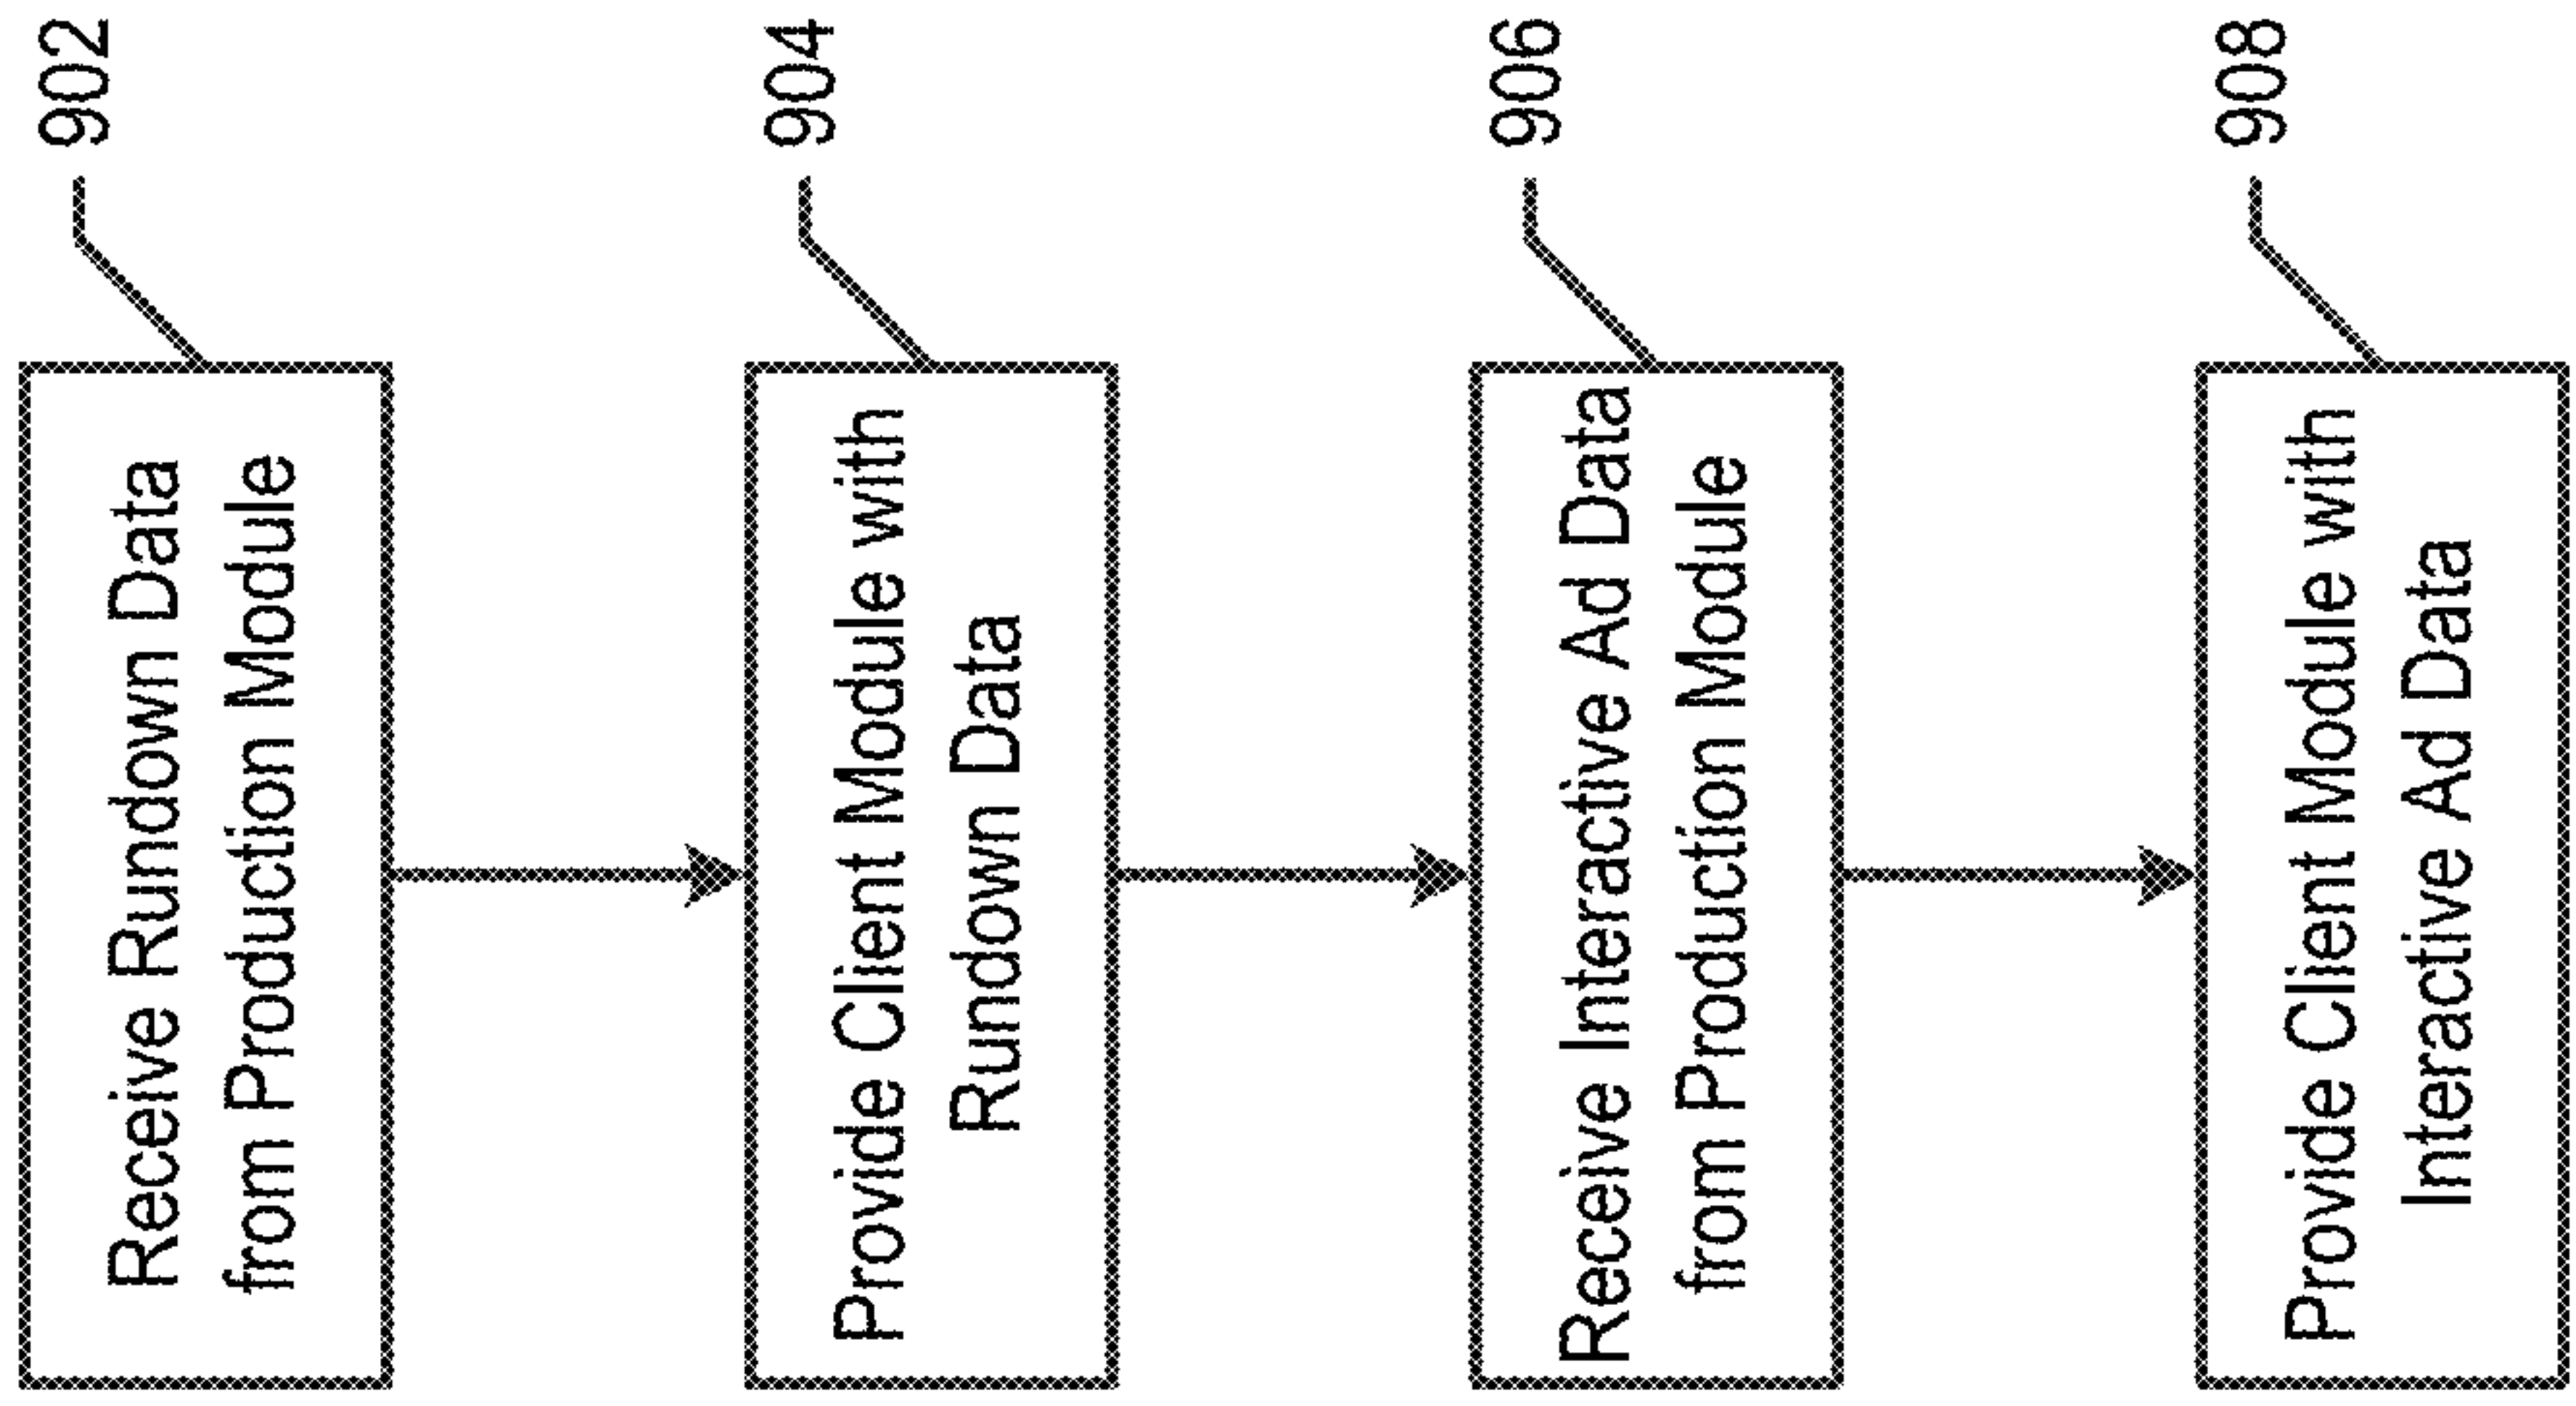 902
Receive Rundown Data
from Production Module
904
Provide Client Module with
Rundown Data
906
Receive Interactive Ad Data
from Production Module
908
Provide Client Module with
Interactive Ad Data